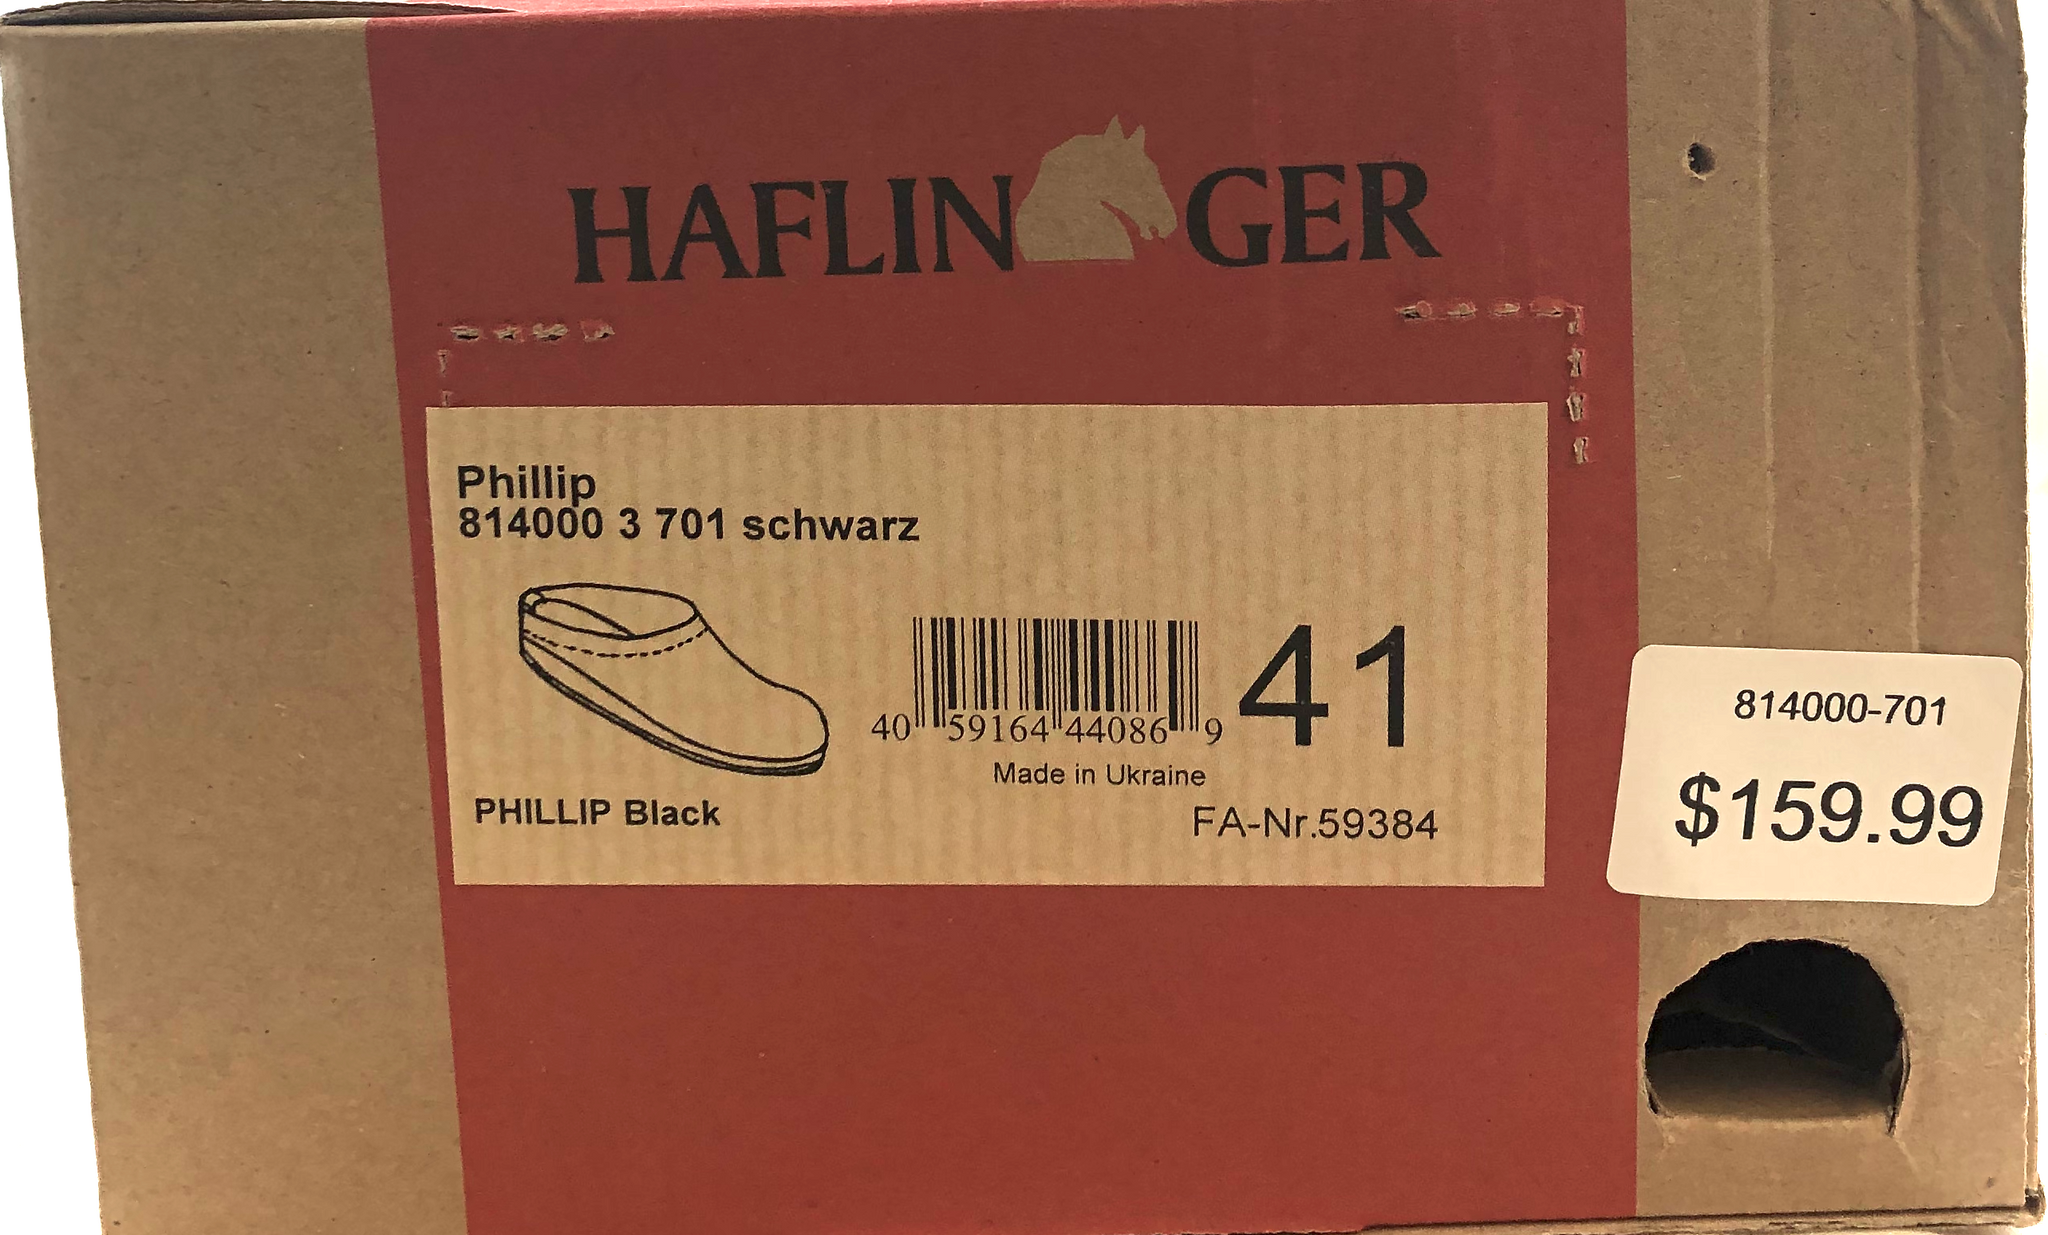 HAFLINGER
Phillip
814000 3 701 schwarz
40 59164 44086 9
41
Made in Ukraine
PHILLIP Black
FA-Nr.59384
814000-701
$159.99